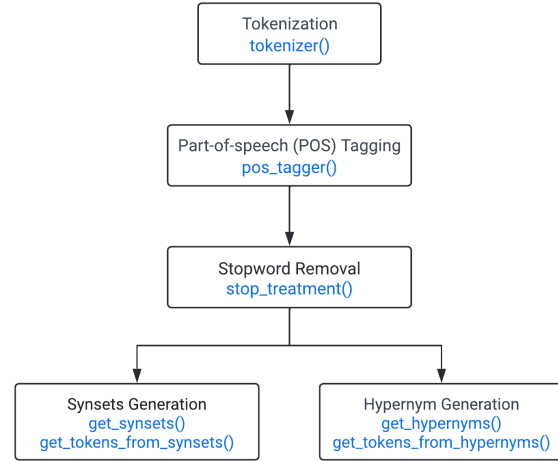 Tokenization
tokenizer()
Part-of-speech (POS) Tagging
pos_tagger()
Stopword Removal
stop_treatment()
Synsets Generation
get_synsets()
get_tokens_from_synsets()
Hypernym Generation
get_hypernyms()
get_tokens_from_hypernyms()